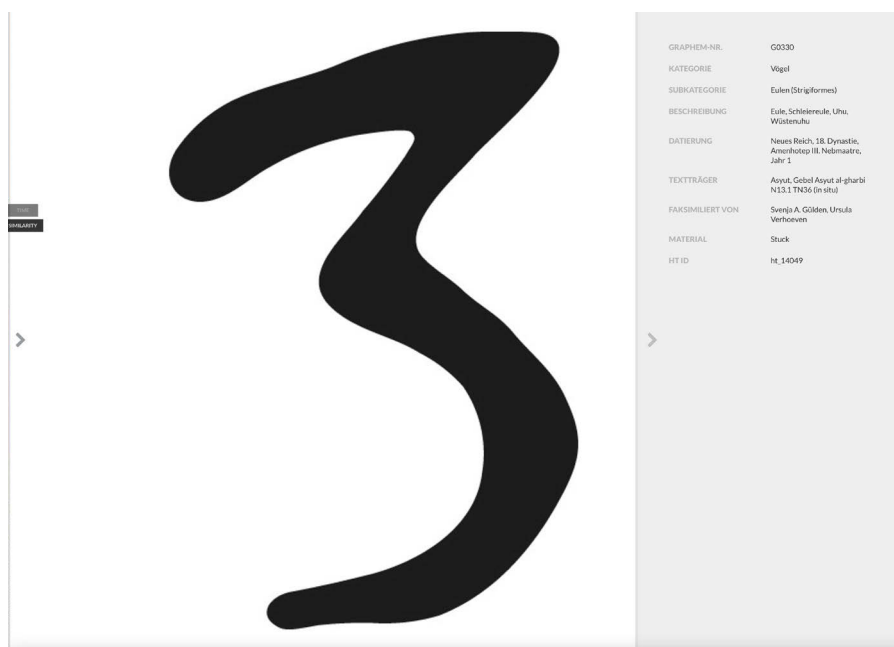 TIME
SIMILARITY
GRAPHEM-NR. G0330
KATEGORIE Vögel
SUBKATEGORIE Eulen (Strigiformes)
BESCHREIBUNG Eule, Schleiereule, Uhu,
Wüstenuhu
DATIERUNG Neues Reich, 18. Dynastie,
Amenhotep III. Nebmaatre,
Jahr 1
TEXTTRÄGER Asyut, Gebel Asyut al-gharbi
N13.1 TN36 (in situ)
FAKSIMILIERT VON Svenja A. Gülden, Ursula
Verhoeven
MATERIAL Stuck
HT ID ht_14049